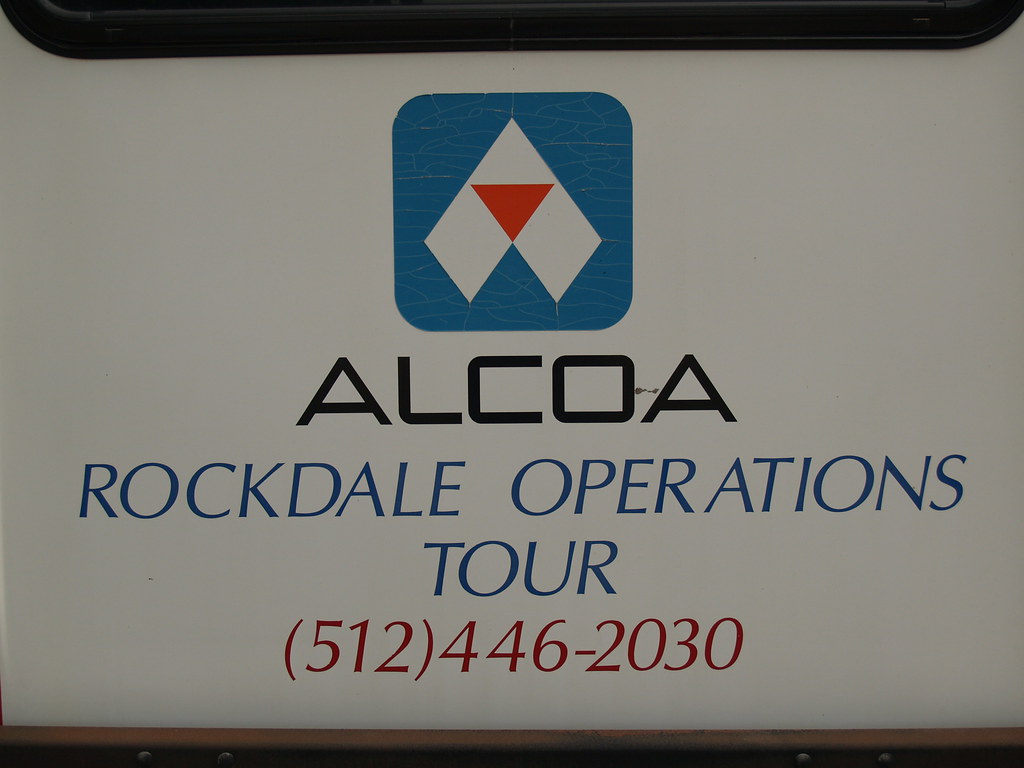 ALCOA
ROCKDALE OPERATIONS
TOUR
(512)446-2030